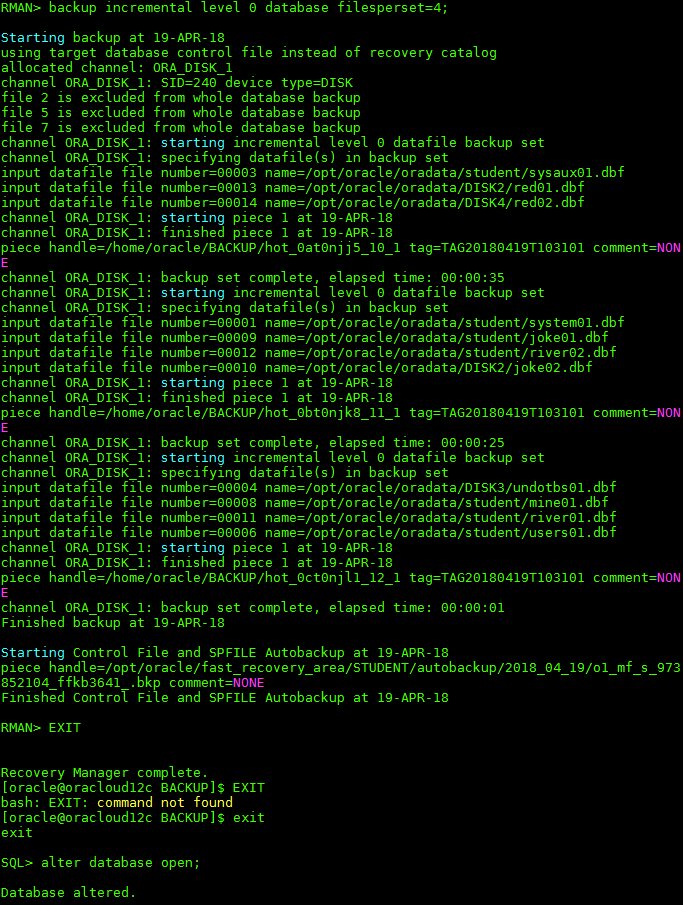 RMAN> backup incremental level 0 database filesperset=4;
Starting backup at 19-APR-18
using target database control file instead of recovery catalog
allocated channel: ORA_DISK_1
channel ORA_DISK_1: SID=240 device type=DISK
file 2 is excluded from whole database backup
file 5 is excluded from whole database backup
file 7 is excluded from whole database backup
channel ORA_DISK_1: starting incremental level 0 datafile backup set
channel ORA_DISK_1: specifying datafile(s) in backup set
input datafile file number=00003 name=/opt/oracle/oradata/student/sysaux01.dbf
input datafile file number=00013 name=/opt/oracle/oradata/DISK2/red01.dbf
input datafile file number=00014 name=/opt/oracle/oradata/DISK4/red02.dbf
channel ORA_DISK_1: starting piece 1 at 19-APR-18
channel ORA_DISK_1: finished piece 1 at 19-APR-18
piece handle=/home/oracle/BACKUP/hot_0at0njj5_10_1 tag=TAG20180419T103101 comment=NON
E
channel ORA_DISK_1: backup set complete, elapsed time: 00:00:35
channel ORA_DISK_1: starting incremental level 0 datafile backup set
channel ORA_DISK_1: specifying datafile(s) in backup set
input datafile file number=00001 name=/opt/oracle/oradata/student/system01.dbf
input datafile file number=00009 name=/opt/oracle/oradata/student/joke01.dbf
input datafile file number=00012 name=/opt/oracle/oradata/student/river02.dbf
input datafile file number=00010 name=/opt/oracle/oradata/DISK2/joke02.dbf
channel ORA_DISK_1: starting piece 1 at 19-APR-18
channel ORA_DISK_1: finished piece 1 at 19-APR-18
piece handle=/home/oracle/BACKUP/hot_0bt0njk8_11_1 tag=TAG20180419T103101 comment=NON
E
channel ORA_DISK_1: backup set complete, elapsed time: 00:00:25
channel ORA_DISK_1: starting incremental level 0 datafile backup set
channel ORA_DISK_1: specifying datafile(s) in backup set
input datafile file number=00004 name=/opt/oracle/oradata/DISK3/undotbs01.dbf
input datafile file number=00008 name=/opt/oracle/oradata/student/mine01.dbf
input datafile file number=00011 name=/opt/oracle/oradata/student/river01.dbf
input datafile file number=00006 name=/opt/oracle/oradata/student/users01.dbf
channel ORA_DISK_1: starting piece 1 at 19-APR-18
channel ORA_DISK_1: finished piece 1 at 19-APR-18
piece handle=/home/oracle/BACKUP/hot_0ct0njl1_12_1 tag=TAG20180419T103101 comment=NON
E
channel ORA_DISK_1: backup set complete, elapsed time: 00:00:01
Finished backup at 19-APR-18
Starting Control File and SPFILE Autobackup at 19-APR-18
piece handle=/opt/oracle/fast_recovery_area/STUDENT/autobackup/2018_04_19/o1_mf_s_973
852104_ffkb3641_.bkp comment=NONE
Finished Control File and SPFILE Autobackup at 19-APR-18
RMAN> EXIT
Recovery Manager complete.
[oracle@oracloud12c BACKUP]$ EXIT
bash: EXIT: command not found
[oracle@oracloud12c BACKUP]$ exit
exit
SQL> alter database open;
Database altered.